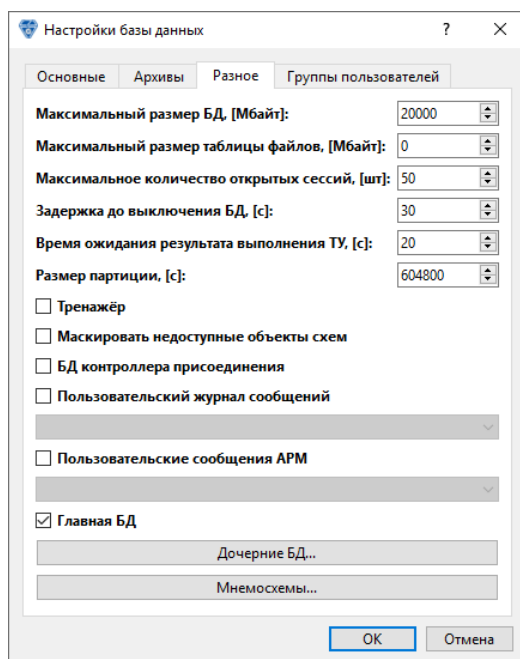 Настройки базы данных ?
Основные Архивы Разное Группы пользователей
Максимальный размер БД, [Мбайт]: 20000
Максимальный размер таблицы файлов, [Мбайт]: 0
Максимальное количество открытых сессий, [шт]: 50
Задержка до выключения БД, [с]: 30
Время ожидания результата выполнения ТУ, [с]: 20
Размер партиции, [с]: 604800
Тренажёр
Маскировать недоступные объекты схем
БД контроллера присоединения
Пользовательский журнал сообщений
Пользовательские сообщения АРМ
Главная БД
Дочерние БД...
Мнемосхемы...
ОК Отмена